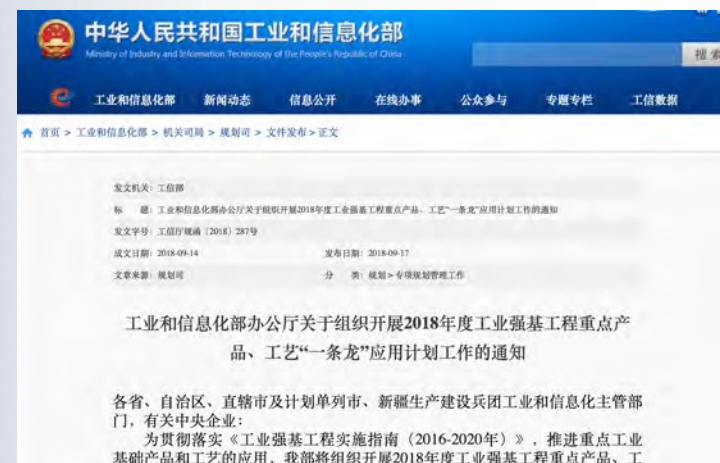 中华人民共和国工业和信息化部
Ministry of Industry and Information Technology of the People's Republic of China
搜索
工业和信息化部 新闻动态 信息公开 在线办事 公众参与 专题专栏 工信数据
首页 > 工业和信息化部 > 机关司局 > 规划司 > 文件发布 > 正文
发文机关: 工信部
标 题: 工业和信息化部办公厅关于组织开展2018年度工业强基工程重点产品、工艺“一条龙”应用计划工作的通知
发文字号: 工信厅规函〔2018〕287号
成文日期: 2018-09-14 发布日期: 2018-09-17
文章来源: 规划司 分 类: 规划 > 专项规划管理工作
工业和信息化部办公厅关于组织开展2018年度工业强基工程重点产
品、工艺“一条龙”应用计划工作的通知
各省、自治区、直辖市及计划单列市、新疆生产建设兵团工业和信息化主管部
门,有关中央企业:
为贯彻落实《工业强基工程实施指南(2016-2020年)》,推进重点工业
基础产品和工艺的应用,我部将组织开展2018年度工业强基工程重点产品、工